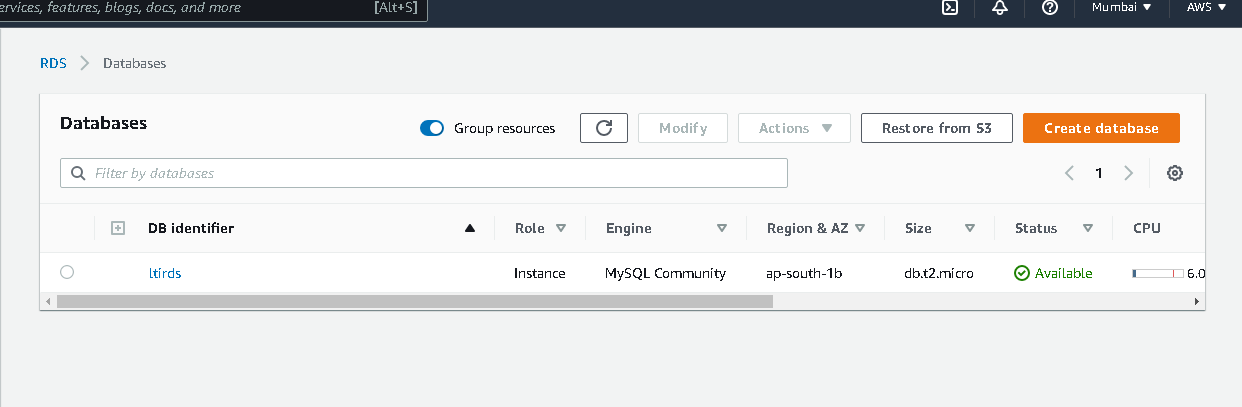 ervices, features, blogs, docs, and more [Alt+S] Mumbai AWS
RDS Databases
Databases Group resources Modify Actions Restore from S3 Create database
Filter by databases 1
DB identifier Role Engine Region & AZ Size Status CPU
ltirds Instance MySQL Community ap-south-1b db.t2.micro Available 6.0